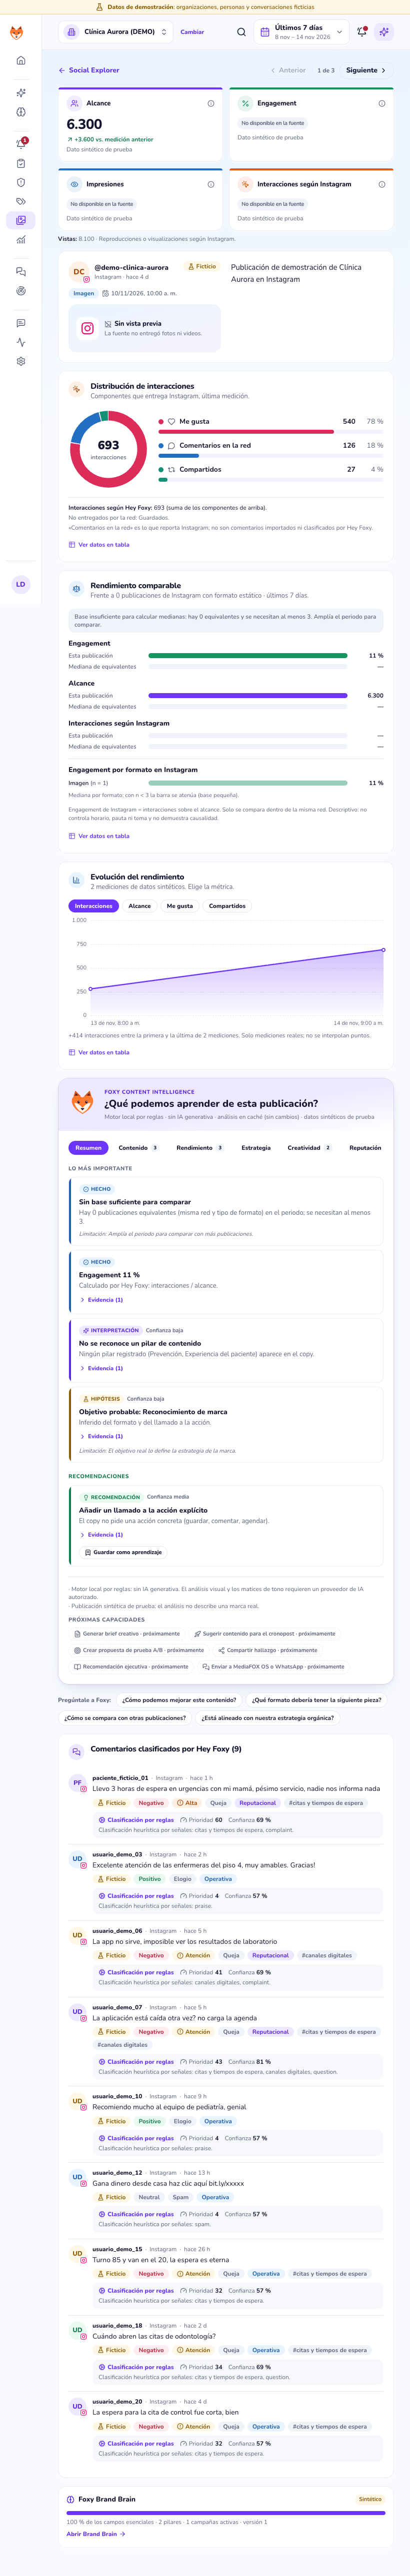 Datos de demostración: organizaciones, personas y conversaciones ficticias
Clínica Aurora (DEMO)
Cambiar
Últimos 7 días
8 nov – 14 nov 2026
1
LD
Social Explorer
Anterior
1 de 3
Siguiente
Alcance
6.300
+3.600 vs. medición anterior
Dato sintético de prueba
Engagement
No disponible en la fuente
Dato sintético de prueba
Impresiones
No disponible en la fuente
Dato sintético de prueba
Interacciones según Instagram
No disponible en la fuente
Dato sintético de prueba
Vistas: 8.100 · Reproducciones o visualizaciones según Instagram.
DC
@demo-clinica-aurora
Instagram · hace 4 d
Ficticio
Imagen
10/11/2026, 10:00 a. m.
Sin vista previa
La fuente no entregó fotos ni videos.
Publicación de demostración de Clínica
Aurora en Instagram
Distribución de interacciones
Componentes que entrega Instagram, última medición.
693
interacciones
Me gusta 540 78 %
Comentarios en la red 126 18 %
Compartidos 27 4 %
Interacciones según Hey Foxy: 693 (suma de los componentes de arriba).
No entregados por la red: Guardados.
«Comentarios en la red» es lo que reporta Instagram; no son comentarios importados ni clasificados por Hey Foxy.
Ver datos en tabla
Rendimiento comparable
Frente a 0 publicaciones de Instagram con formato estático · últimos 7 días.
Base insuficiente para calcular medianas: hay 0 equivalentes y se necesitan al menos 3. Amplía el periodo para
comparar.
Engagement
Esta publicación 11 %
Mediana de equivalentes —
Alcance
Esta publicación 6.300
Mediana de equivalentes —
Interacciones según Instagram
Esta publicación —
Mediana de equivalentes —
Engagement por formato en Instagram
Imagen (n = 1) 11 %
Mediana por formato; con n < 3 la barra se atenúa (base pequeña).
Engagement de Instagram = interacciones sobre el alcance. Solo se compara dentro de la misma red. Descriptivo: no
controla horario, pauta ni tema y no demuestra causalidad.
Ver datos en tabla
Evolución del rendimiento
2 mediciones de datos sintéticos. Elige la métrica.
Interacciones
Alcance
Me gusta
Compartidos
1.000
750
500
250
0
13 de nov, 8:00 a. m.
14 de nov, 9:00 a. m.
+414 interacciones entre la primera y la última de 2 mediciones. Solo mediciones reales; no se interpolan puntos.
Ver datos en tabla
FOXY CONTENT INTELLIGENCE
¿Qué podemos aprender de esta publicación?
Motor local por reglas · sin IA generativa · análisis en caché (sin cambios) · datos sintéticos de prueba
Resumen
Contenido 3
Rendimiento 3
Estrategia
Creatividad 2
Reputación
LO MÁS IMPORTANTE
HECHO
Sin base suficiente para comparar
Hay 0 publicaciones equivalentes (misma red y tipo de formato) en el periodo; se necesitan al menos
3.
Limitación: Amplía el periodo para comparar con más publicaciones.
HECHO
Engagement 11 %
Calculado por Hey Foxy: interacciones / alcance.
Evidencia (1)
INTERPRETACIÓN Confianza baja
No se reconoce un pilar de contenido
Ningún pilar registrado (Prevención, Experiencia del paciente) aparece en el copy.
Evidencia (1)
HIPÓTESIS Confianza baja
Objetivo probable: Reconocimiento de marca
Inferido del formato y del llamado a la acción.
Evidencia (1)
Limitación: El objetivo real lo define la estrategia de la marca.
RECOMENDACIONES
RECOMENDACIÓN Confianza media
Añadir un llamado a la acción explícito
El copy no pide una acción concreta (guardar, comentar, agendar).
Evidencia (1)
Guardar como aprendizaje
· Motor local por reglas: sin IA generativa. El análisis visual y los matices de tono requieren un proveedor de IA
autorizado.
· Publicación sintética de prueba: el análisis no describe una marca real.
PRÓXIMAS CAPACIDADES
Generar brief creativo · próximamente
Sugerir contenido para el cronopost · próximamente
Crear propuesta de prueba A/B · próximamente
Compartir hallazgo · próximamente
Recomendación ejecutiva · próximamente
Enviar a MediaFOX OS o WhatsApp · próximamente
Pregúntale a Foxy:
¿Cómo podemos mejorar este contenido?
¿Qué formato debería tener la siguiente pieza?
¿Cómo se compara con otras publicaciones?
¿Está alineado con nuestra estrategia orgánica?
Comentarios clasificados por Hey Foxy (9)
PF
paciente_ficticio_01 · Instagram · hace 1 h
Llevo 3 horas de espera en urgencias con mi mamá, pésimo servicio, nadie nos informa nada
Ficticio Negativo Alta Queja Reputacional #citas y tiempos de espera
Clasificación por reglas Prioridad 60 Confianza 69 %
Clasificación heurística por señales: citas y tiempos de espera, complaint.
UD
usuario_demo_03 · Instagram · hace 2 h
Excelente atención de las enfermeras del piso 4, muy amables. Gracias!
Ficticio Positivo Elogio Operativa
Clasificación por reglas Prioridad 4 Confianza 57 %
Clasificación heurística por señales: praise.
UD
usuario_demo_06 · Instagram · hace 5 h
La app no sirve, imposible ver los resultados de laboratorio
Ficticio Negativo Atención Queja Reputacional #canales digitales
Clasificación por reglas Prioridad 41 Confianza 69 %
Clasificación heurística por señales: canales digitales, complaint.
UD
usuario_demo_07 · Instagram · hace 5 h
La aplicación está caída otra vez? no carga la agenda
Ficticio Negativo Atención Queja Reputacional #citas y tiempos de espera
#canales digitales
Clasificación por reglas Prioridad 43 Confianza 81 %
Clasificación heurística por señales: citas y tiempos de espera, canales digitales, question.
UD
usuario_demo_10 · Instagram · hace 9 h
Recomiendo mucho al equipo de pediatría, genial
Ficticio Positivo Elogio Operativa
Clasificación por reglas Prioridad 4 Confianza 57 %
Clasificación heurística por señales: praise.
UD
usuario_demo_12 · Instagram · hace 13 h
Gana dinero desde casa haz clic aquí bit.ly/xxxxx
Ficticio Neutral Spam Operativa
Clasificación por reglas Prioridad 4 Confianza 57 %
Clasificación heurística por señales: spam.
UD
usuario_demo_15 · Instagram · hace 26 h
Turno 85 y van en el 20, la espera es eterna
Ficticio Negativo Atención Queja Operativa #citas y tiempos de espera
Clasificación por reglas Prioridad 32 Confianza 57 %
Clasificación heurística por señales: citas y tiempos de espera.
UD
usuario_demo_18 · Instagram · hace 2 d
Cuándo abren las citas de odontología?
Ficticio Negativo Atención Queja Operativa #citas y tiempos de espera
Clasificación por reglas Prioridad 34 Confianza 69 %
Clasificación heurística por señales: citas y tiempos de espera, question.
UD
usuario_demo_20 · Instagram · hace 4 d
La espera para la cita de control fue corta, bien
Ficticio Negativo Atención Queja Operativa #citas y tiempos de espera
Clasificación por reglas Prioridad 32 Confianza 57 %
Clasificación heurística por señales: citas y tiempos de espera.
Foxy Brand Brain
Sintético
100 % de los campos esenciales · 2 pilares · 1 campañas activas · versión 1
Abrir Brand Brain